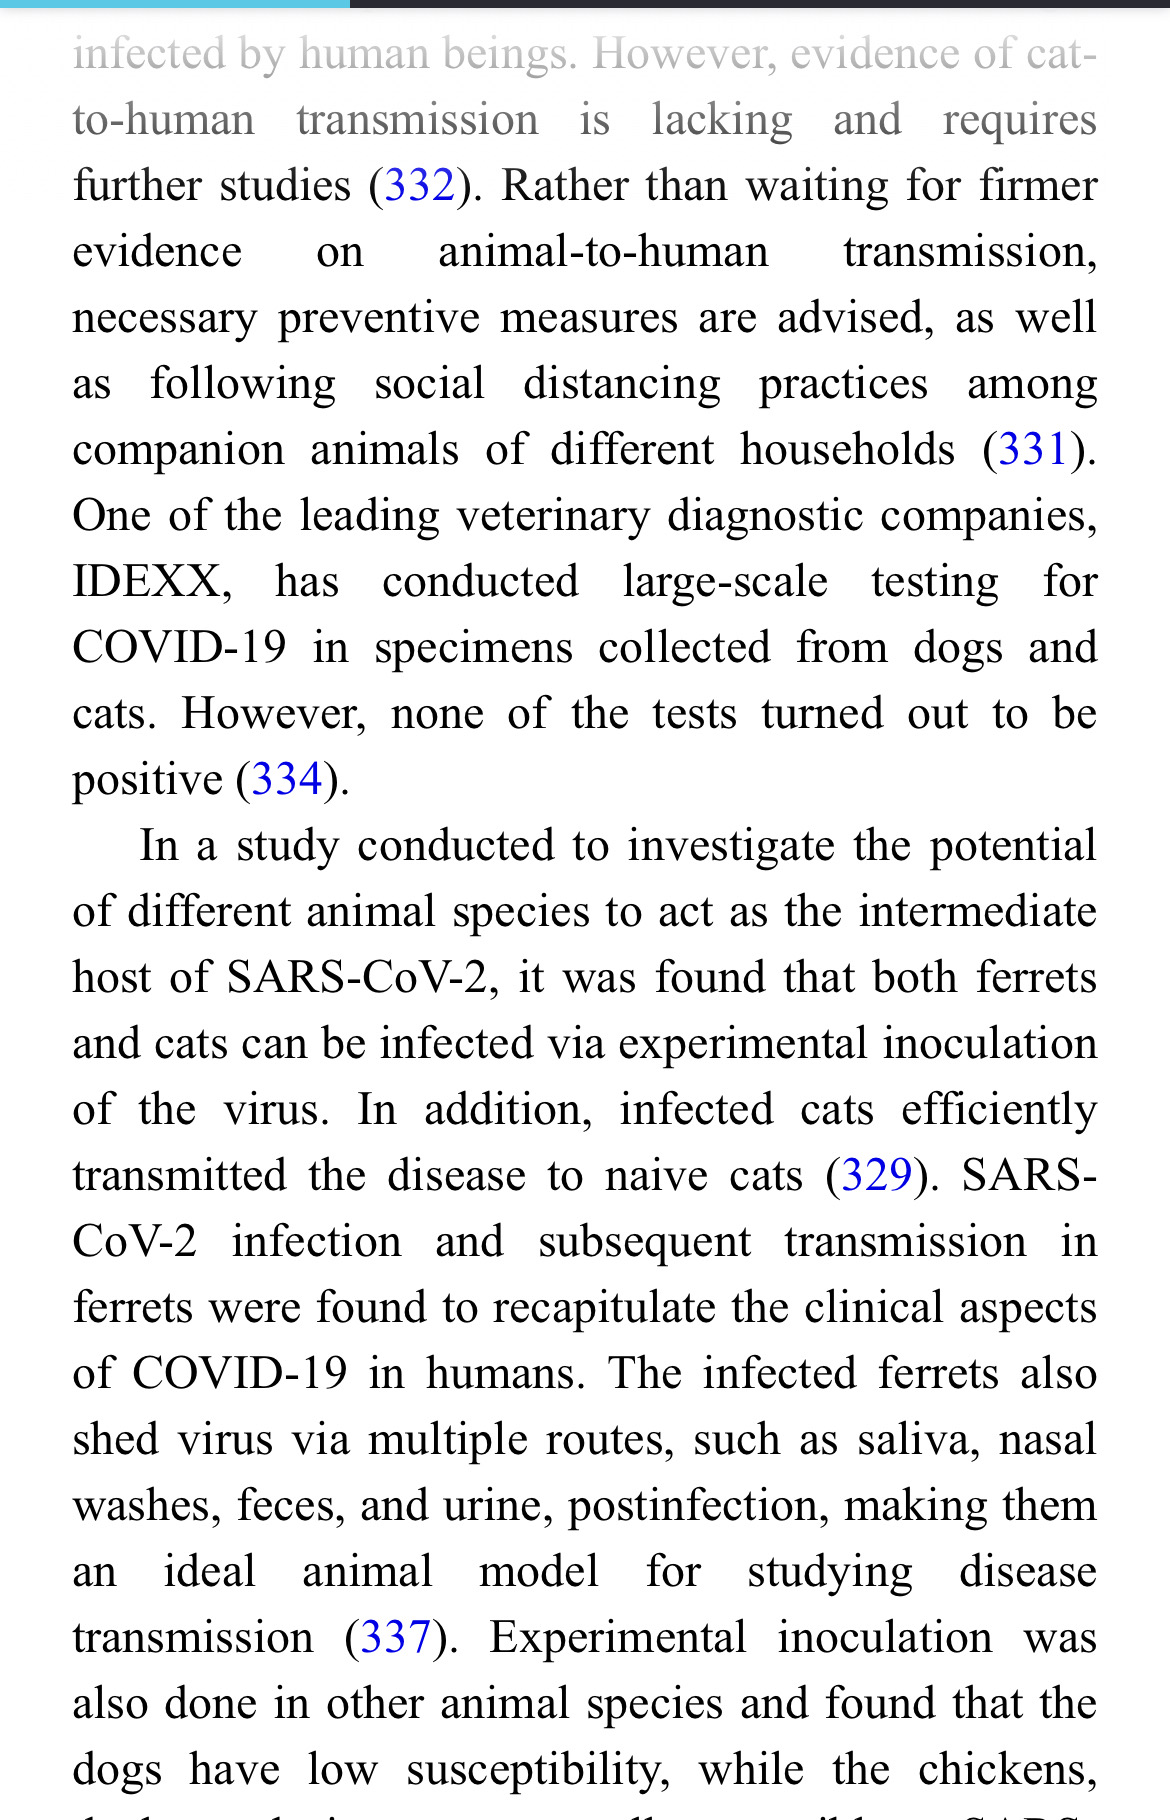 infected by human beings. However, evidence of cat-
to-human transmission is lacking and requires
further studies (332). Rather than waiting for firmer
evidence on animal-to-human transmission,
necessary preventive measures are advised, as well
as following social distancing practices among
companion animals of different households (331).
One of the leading veterinary diagnostic companies,
IDEXX, has conducted large-scale testing for
COVID-19 in specimens collected from dogs and
cats. However, none of the tests turned out to be
positive (334).
In a study conducted to investigate the potential
of different animal species to act as the intermediate
host of SARS-CoV-2, it was found that both ferrets
and cats can be infected via experimental inoculation
of the virus. In addition, infected cats efficiently
transmitted the disease to naive cats (329). SARS-
CoV-2 infection and subsequent transmission in
ferrets were found to recapitulate the clinical aspects
of COVID-19 in humans. The infected ferrets also
shed virus via multiple routes, such as saliva, nasal
washes, feces, and urine, postinfection, making them
an ideal animal model for studying disease
transmission (337). Experimental inoculation was
also done in other animal species and found that the
dogs have low susceptibility, while the chickens,